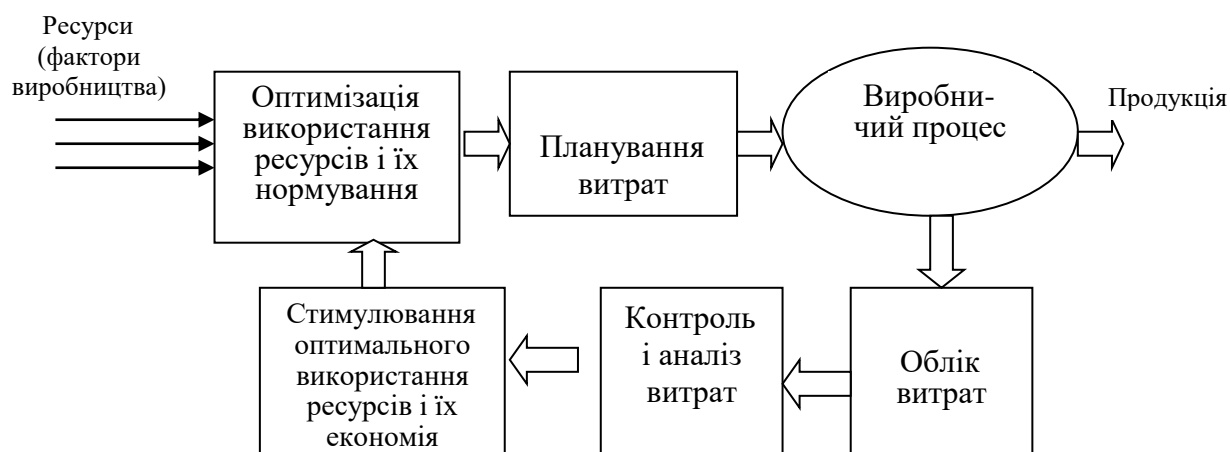 Ресурси
(фактори
виробництва)
Оптимізація
використання
ресурсів і їх
нормування
Планування
витрат
Виробни-
чий процес
Продукція
Стимулювання
оптимального
використання
ресурсів і їх
економія
Контроль
і аналіз
витрат
Облік
витрат